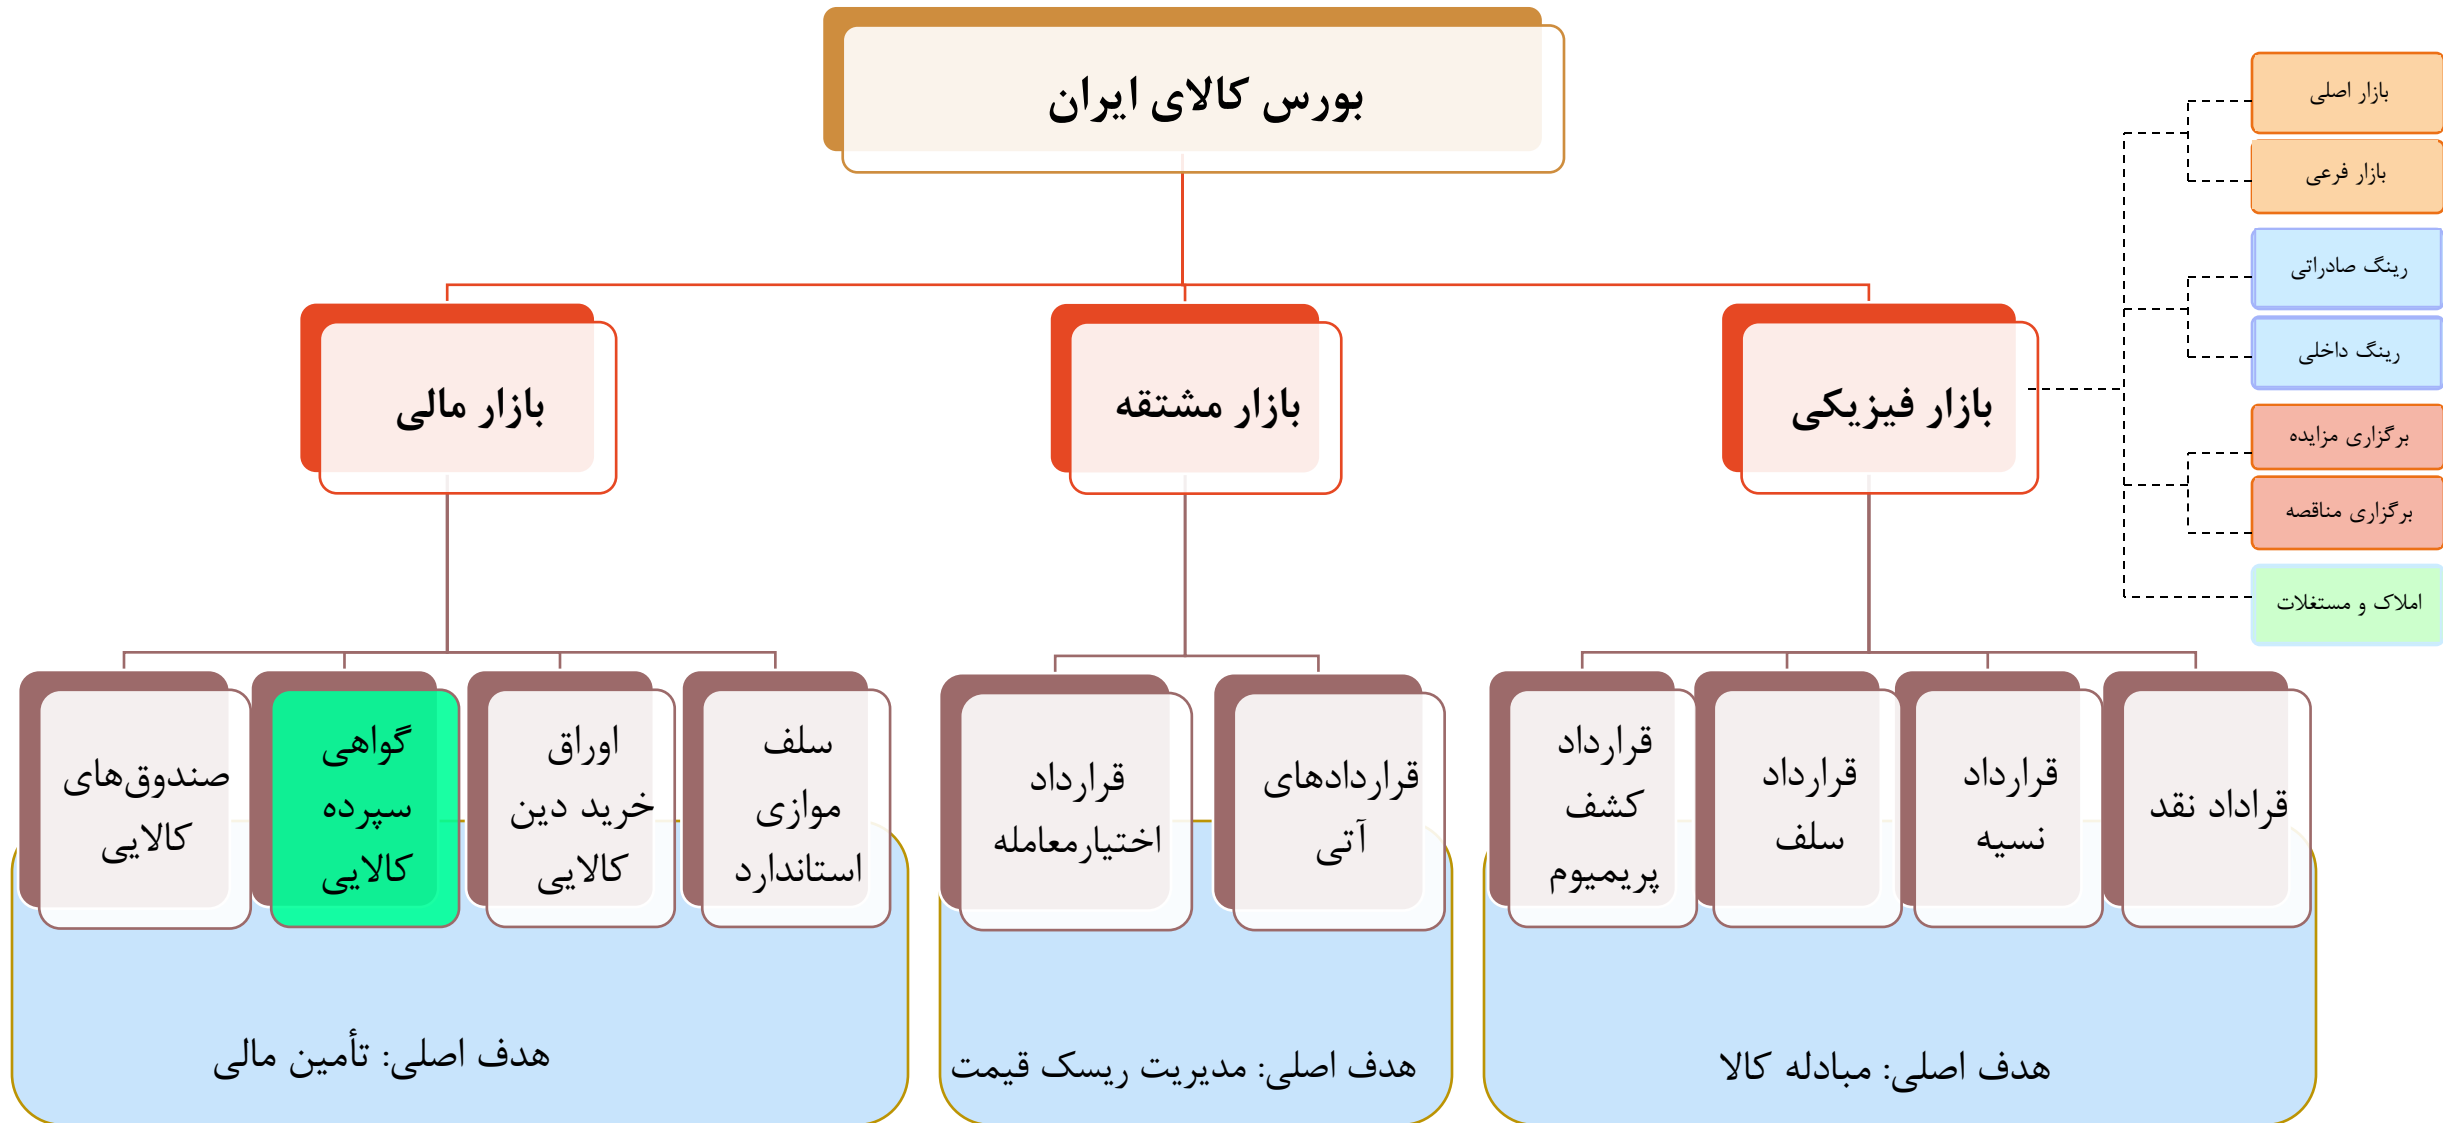 بورس کالای ایران
بازار اصلی
بازار فرعی
رینگ صادراتی
رینگ داخلی
برگزاری مزایده
برگزاری مناقصه
املاک و مستغلات
بازار فیزیکی
بازار مشتقه
بازار مالی
قراداد نقد
قرارداد
نسیه
قرارداد
سلف
قرارداد
کشف
پریمیوم
قراردادهای
آتی
قرارداد
اختیارمعامله
سلف
موازی
استاندارد
اوراق
خرید دین
کالایی
گواهی
سپرده
کالایی
صندوق‌های
کالایی
هدف اصلی: مبادله کالا
هدف اصلی: مدیریت ریسک قیمت
هدف اصلی: تأمین مالی